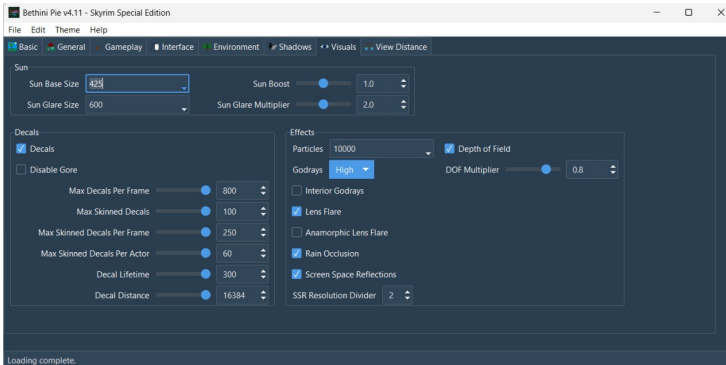 Bethini Pie v4.11 - Skyrim Special Edition
File Edit Theme Help
Basic General Gameplay Interface Environment Shadows Visuals View Distance
Sun
Sun Base Size 425 Sun Boost 1.0
Sun Glare Size 600 Sun Glare Multiplier 2.0
Decals
Decals
Disable Gore
Max Decals Per Frame 800
Max Skinned Decals 100
Max Skinned Decals Per Frame 250
Max Skinned Decals Per Actor 60
Decal Lifetime 300
Decal Distance 16384
Effects
Particles 10000 Depth of Field
Godrays High DOF Multiplier 0.8
Interior Godrays
Lens Flare
Anamorphic Lens Flare
Rain Occlusion
Screen Space Reflections
SSR Resolution Divider 2
Loading complete.